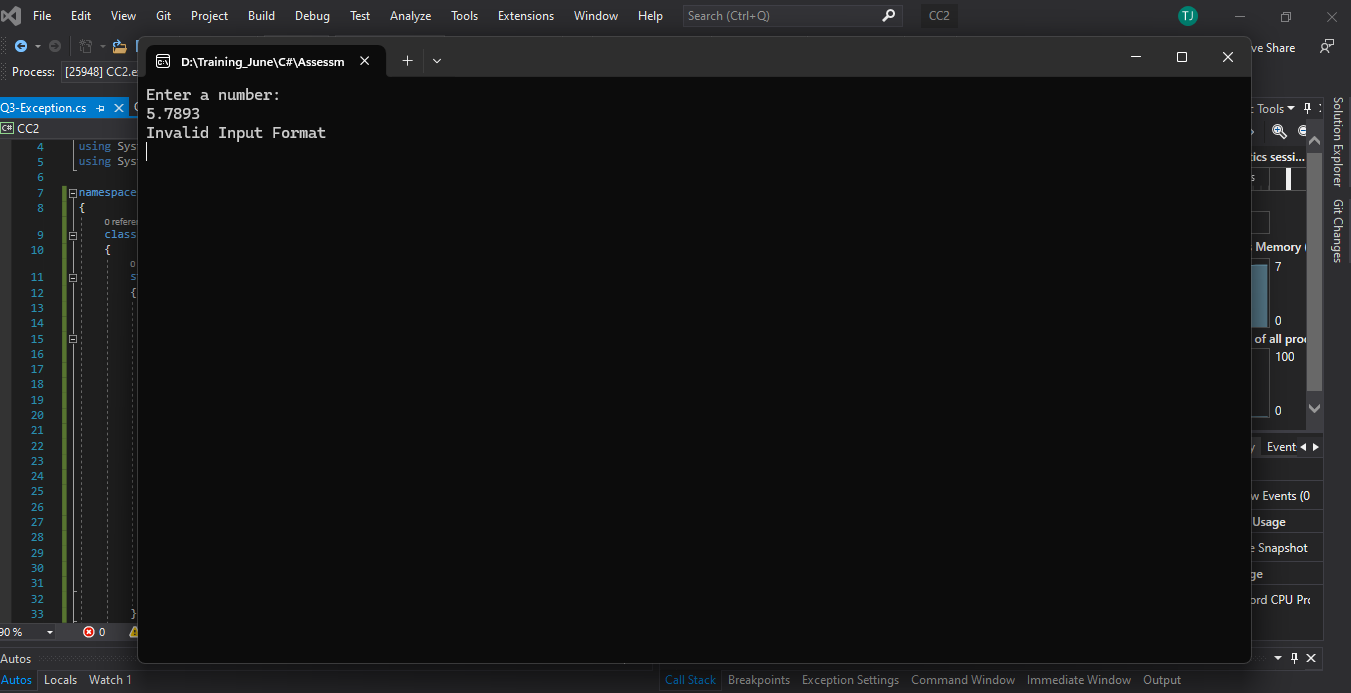 File Edit View Git Project Build Debug Test Analyze Tools Extensions Window Help Search (Ctrl+Q) CC2 TJ
Process: [25948] CC2.e
ve Share
D:\Training_June\C#\Assessm
Enter a number:
5.7893
Invalid Input Format
Q3-Exception.cs
C# CC2
4 using Sys
5 using Sys
6
7 namespace
8 {
0 referen
9 class
10 {
0
11 s
12 {
13
14
15
16
17
18
19
20
21
22
23
24
25
26
27
28
29
30
31
32
33 }
90 % 0
Tools
Solution Explorer
Git Changes
tics sessi...
s
Memory (
7
0
of all proc
100
0
y Event
w Events (0
Usage
e Snapshot
ge
ord CPU Pro
Autos
Autos Locals Watch 1
Call Stack Breakpoints Exception Settings Command Window Immediate Window Output